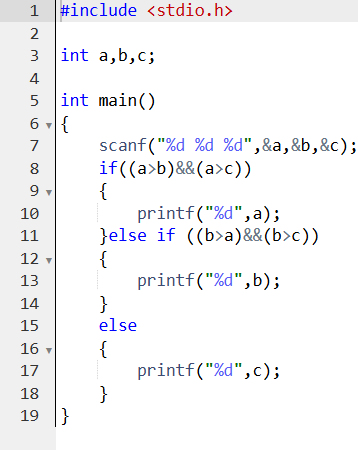 1 #include <stdio.h>
2
3 int a,b,c;
4
5 int main()
6 {
7     scanf("%d %d %d",&a,&b,&c);
8     if((a>b)&&(a>c))
9     {
10         printf("%d",a);
11     }else if ((b>a)&&(b>c))
12     {
13         printf("%d",b);
14     }
15     else
16     {
17         printf("%d",c);
18     }
19 }